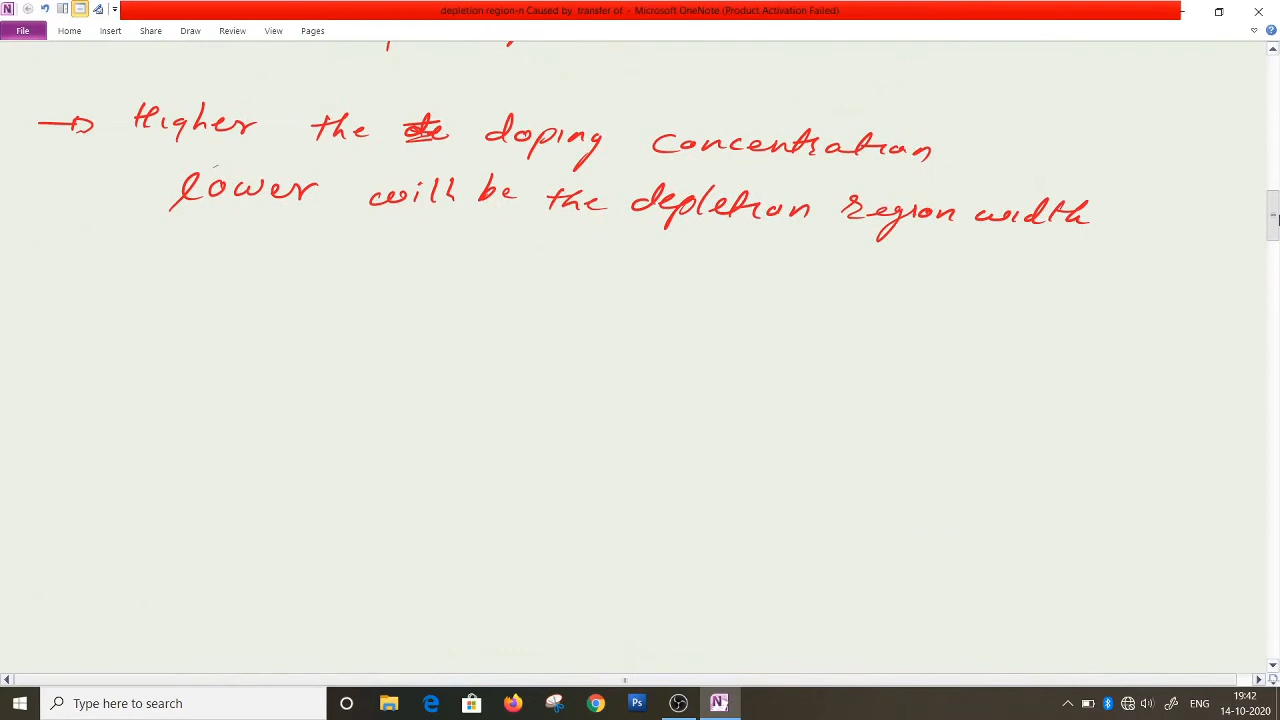 depletion region-n Caused by transfer of - Microsoft OneNote (Product Activation Failed)
File Home Insert Share Draw Review View Pages
→ Higher the doping concentration
lower will be the depletion region width
Type here to search
ENG
19:42
14-10-2020